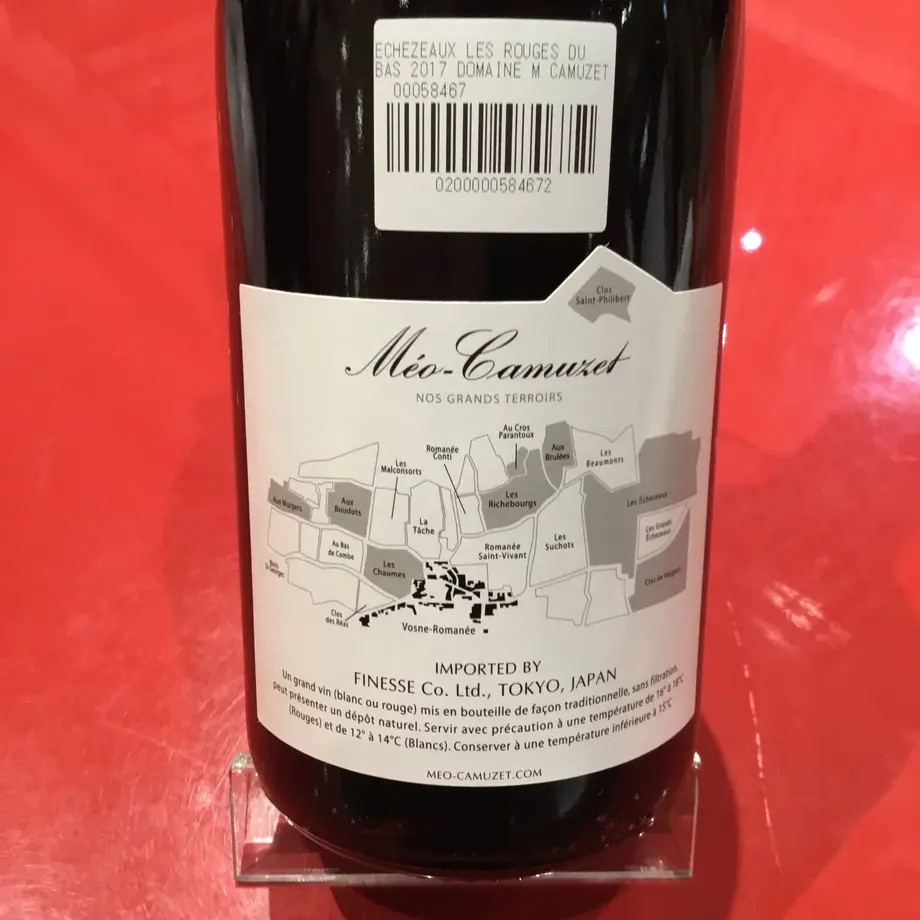 ECHEZEAUX LES ROUGES DU
BAS 2017 DOMAINE M CAMUZET
00058467
0200000584672
Clos
Saint-Philibert
Méo-Camuzet
NOS GRANDS TERROIRS
Au Cros
Parantoux
Aux
Brulées
Les
Beaumonts
Romanée
Conti
Les
Malconsorts
Les
Richebourgs
Les Echezeaux
Aux Murgers
Aux
Boudots
La
Tâche
Les Grands
Echezeaux
Au Bas
de Combe
Romanée
Saint-Vivant
Les
Suchots
Nuits
St-Georges
Les
Chaumes
Clos de Vougeot
Clos
des Réas
Vosne-Romanée
IMPORTED BY
FINESSE Co. Ltd., TOKYO, JAPAN
Un grand vin (blanc ou rouge) mis en bouteille de façon traditionnelle, sans filtration,
peut présenter un dépôt naturel. Servir avec précaution à une température de 16° à 18°C
(Rouges) et de 12° à 14°C (Blancs). Conserver à une température inférieure à 15°C
MEO-CAMUZET.COM